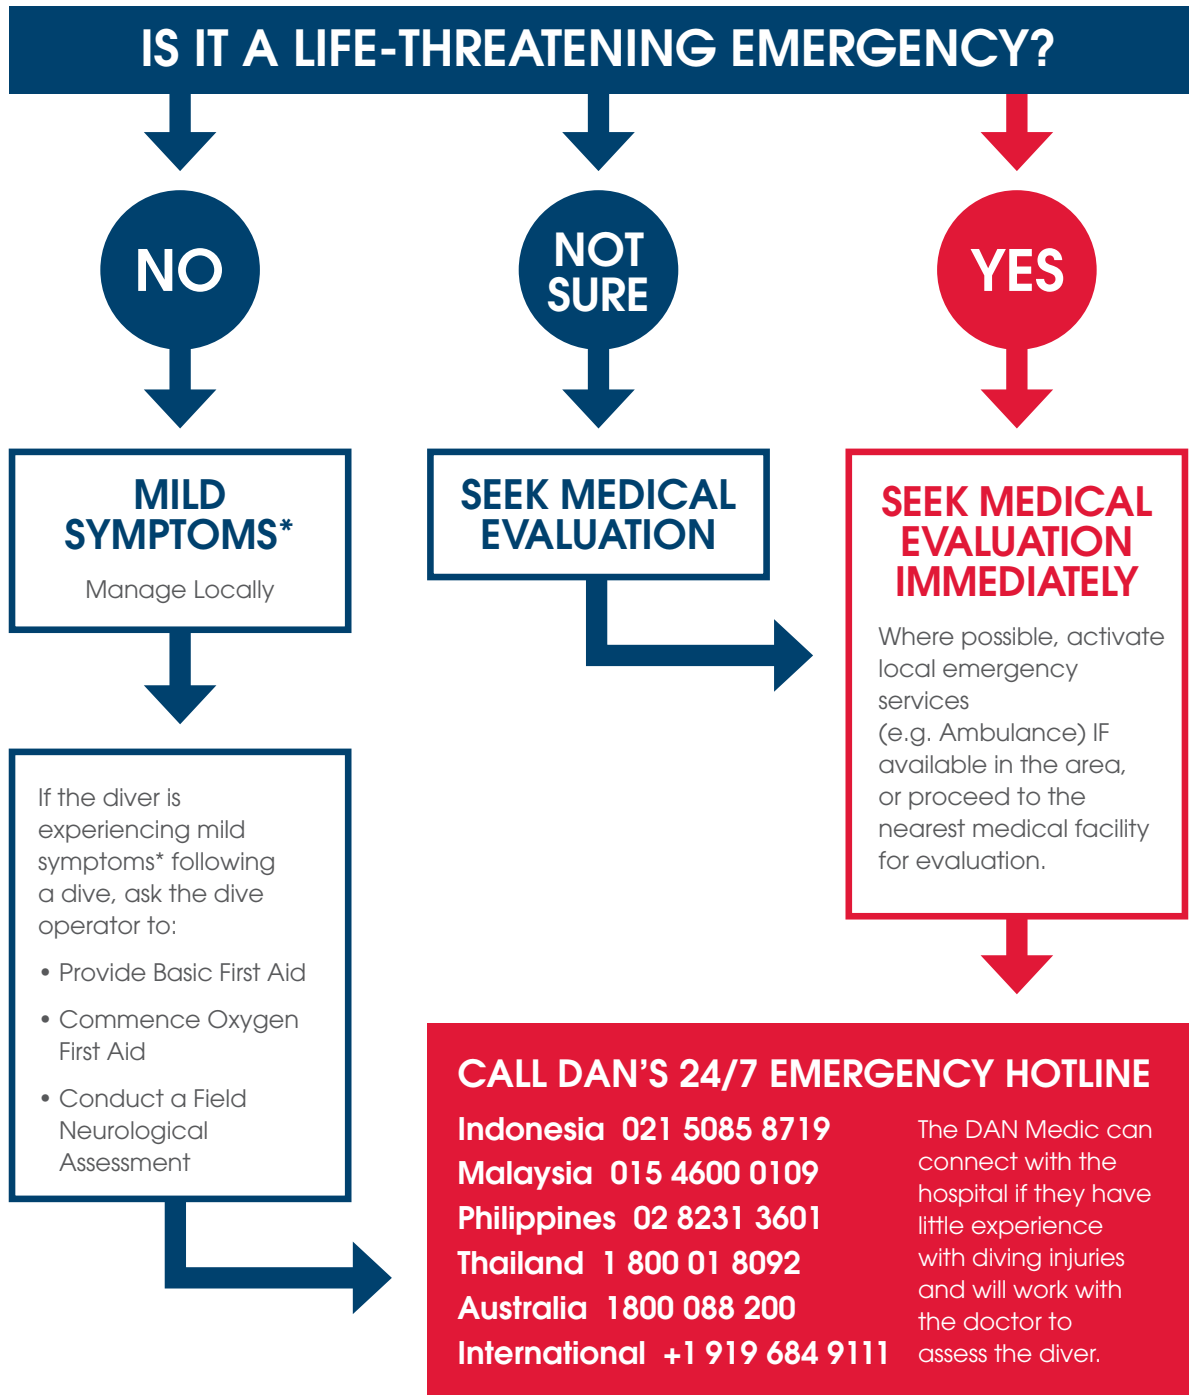 IS IT A LIFE-THREATENING EMERGENCY?
NO
MILD
SYMPTOMS*
Manage Locally
If the diver is
experiencing mild
symptoms* following
a dive, ask the dive
operator to:
• Provide Basic First Aid
• Commence Oxygen
First Aid
• Conduct a Field
Neurological
Assessment
NOT
SURE
SEEK MEDICAL
EVALUATION
YES
SEEK MEDICAL
EVALUATION
IMMEDIATELY
Where possible, activate
local emergency
services
(e.g. Ambulance) IF
available in the area,
or proceed to the
nearest medical facility
for evaluation.
CALL DAN’S 24/7 EMERGENCY HOTLINE
Indonesia 021 5085 8719
Malaysia 015 4600 0109
Philippines 02 8231 3601
Thailand 1 800 01 8092
Australia 1800 088 200
International +1 919 684 9111
The DAN Medic can
connect with the
hospital if they have
little experience
with diving injuries
and will work with
the doctor to
assess the diver.